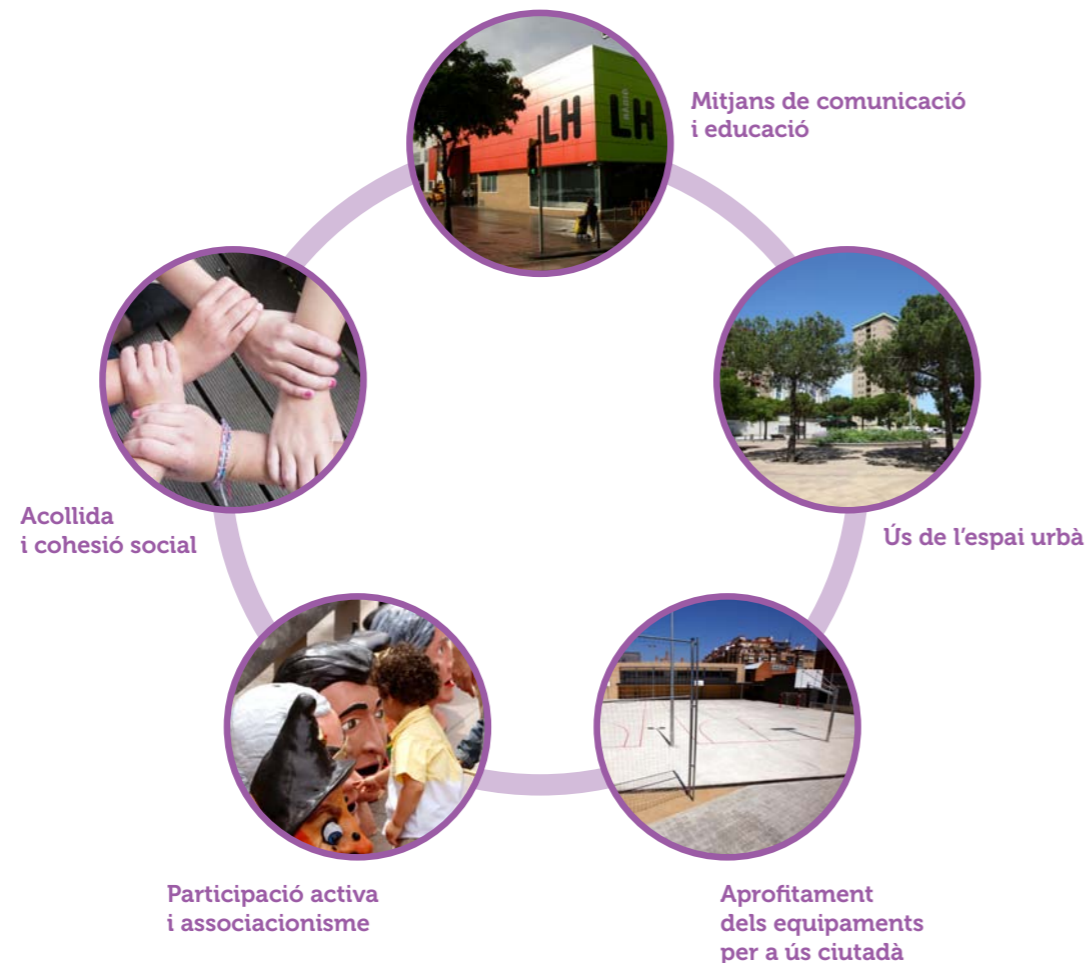 LH
RÀDIO
LH
Mitjans de comunicació
i educació
Ús de l’espai urbà
Aprofitament
dels equipaments
per a ús ciutadà
Participació activa
i associacionisme
Acollida
i cohesió social